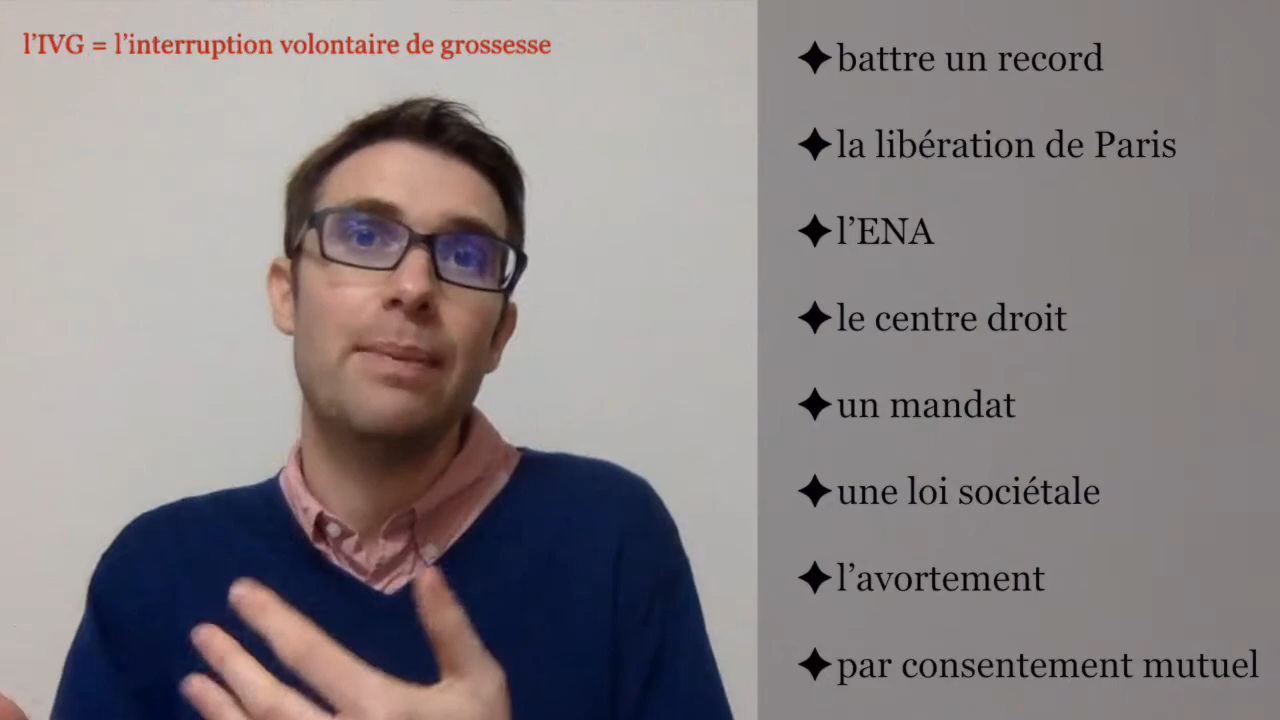 l’IVG = l’interruption volontaire de grossesse
✦battre un record
✦la libération de Paris
✦l’ENA
✦le centre droit
✦un mandat
✦une loi sociétale
✦l’avortement
✦par consentement mutuel